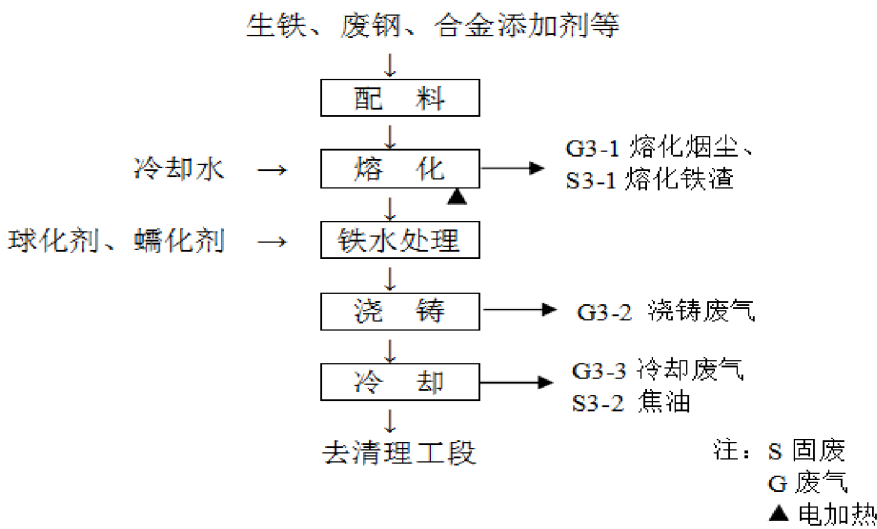 生铁、废钢、合金添加剂等
↓
配 料
↓
冷却水 → 熔 化 → G3-1 熔化烟尘、
S3-1 熔化铁渣
▲
↓
球化剂、蠕化剂 → 铁水处理
↓
浇 铸 → G3-2 浇铸废气
↓
冷 却 → G3-3 冷却废气
S3-2 焦油
↓
去清理工段
注：S 固废
G 废气
▲ 电加热